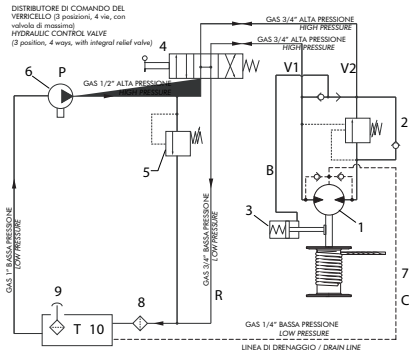 DISTRIBUTORE DI COMANDO DEL
VERRICELLO (3 posizioni, 4 vie, con
valvola di massima)
HYDRAULIC CONTROL VALVE
(3 position, 4 ways, with integral relief valve)
GAS 3/4" ALTA PRESSIONE
HIGH PRESSURE
GAS 3/4" ALTA PRESSIONE
HIGH PRESSURE
4
6
P
GAS 1/2" ALTA PRESSIONE
HIGH PRESSURE
V1
V2
2
5
B
3
1
GAS 1" BASSA PRESSIONE
LOW PRESSURE
GAS 3/4" BASSA PRESSIONE
LOW PRESSURE
R
7
C
9
8
T 10
GAS 1/4" BASSA PRESSIONE
LOW PRESSURE
LINEA DI DRENAGGIO / DRAIN LINE